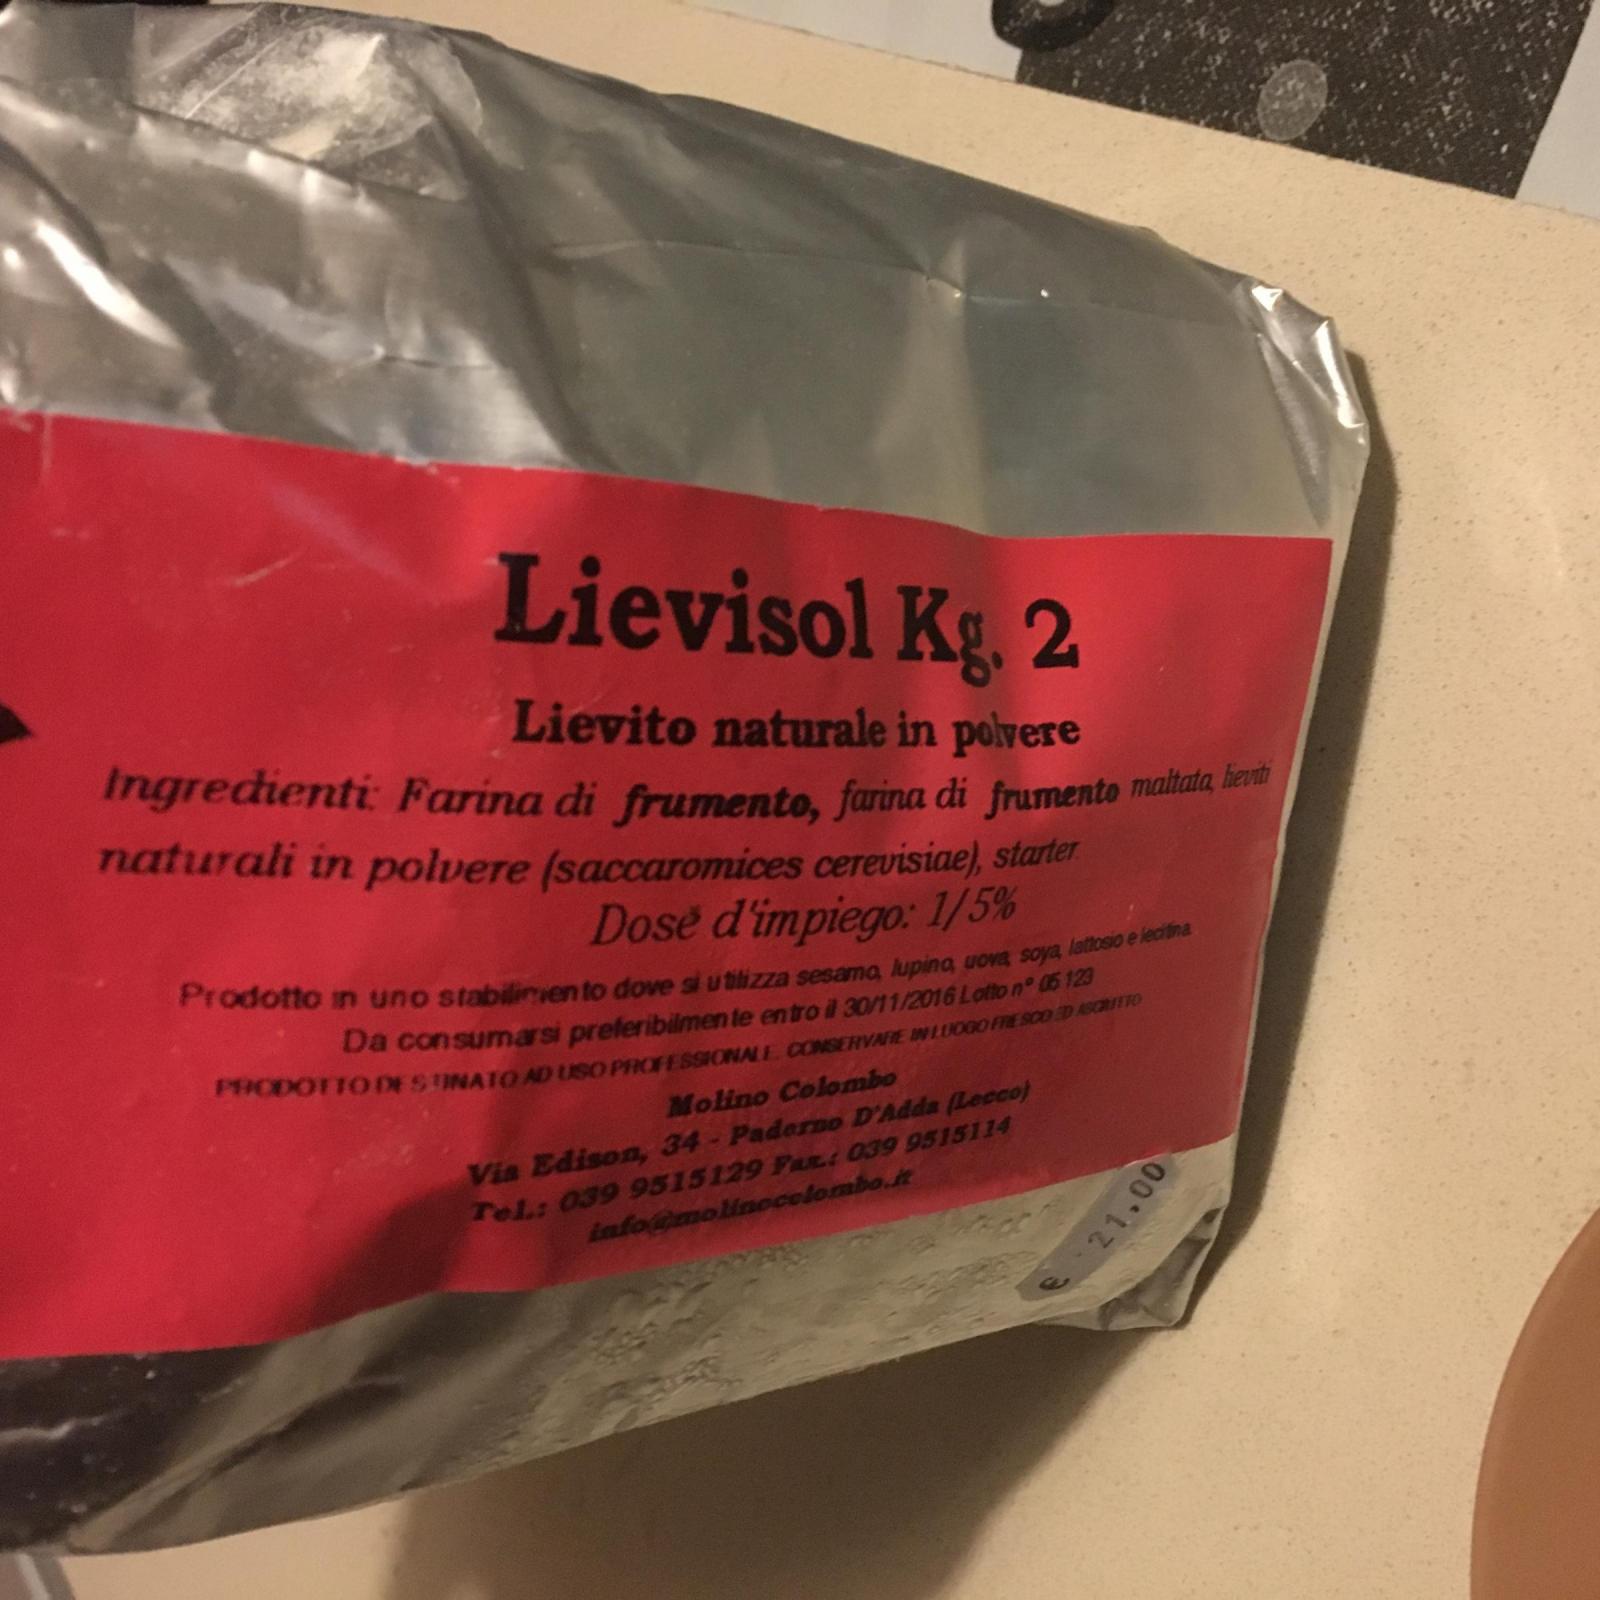 Lievisol Kg. 2
Lievito naturale in polvere
Ingredienti: Farina di frumento, farina di frumento maltata, lieviti
naturali in polvere (saccaromices cerevisiae), starter.
Dose d'impiego: 1/5%
Prodotto in uno stabilimento dove si utilizza sesamo, lupino, uova, soya, lattosio e lecitina.
Da consumarsi preferibilmente entro il 30/11/2016 Lotto n° 05 123
PRODOTTO DESTINATO AD USO PROFESSIONALE. CONSERVARE IN LUOGO FRESCO ED ASCIUTTO
Molino Colombo
Via Edison, 34 - Paderno D'Adda (Lecco)
Tel.: 039 9515129 Fax.: 039 9515114
info@molinocolombo.it
€ 21.00